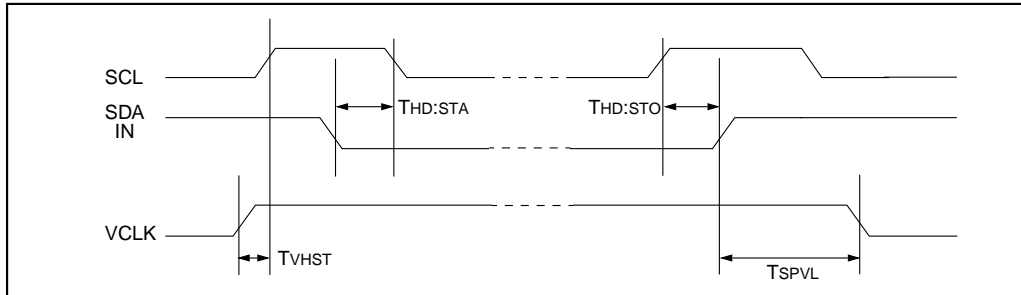 SCL
THD:STA
THD:STO
SDA
IN
VCLK
TVHST
TSPVL